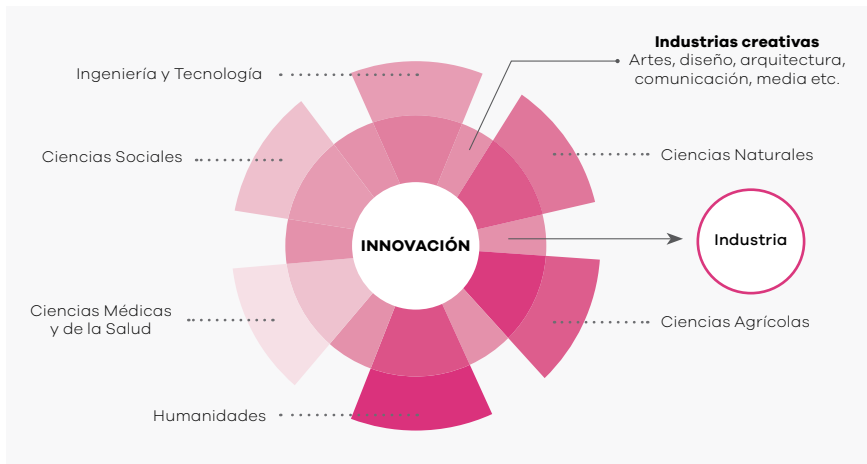 Industrias creativas
Artes, diseño, arquitectura,
comunicación, media etc.
Ingeniería y Tecnología
Ciencias Sociales
Ciencias Naturales
INNOVACIÓN
Industria
Ciencias Médicas
y de la Salud
Ciencias Agrícolas
Humanidades